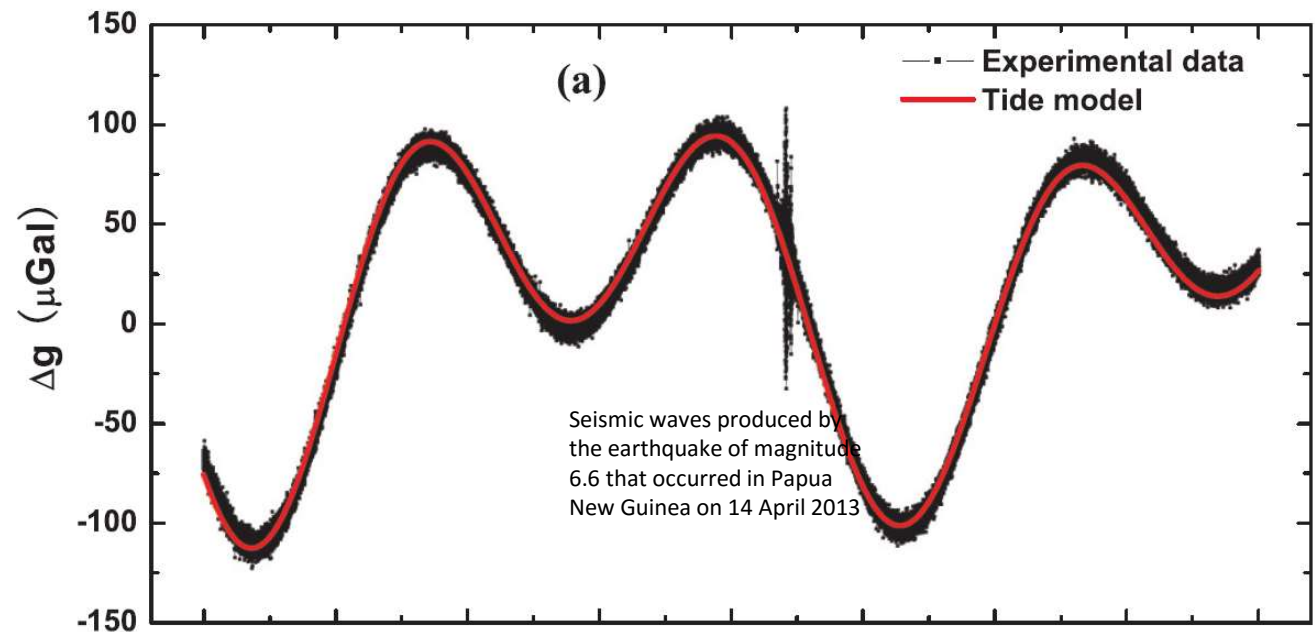 150
(a)
Experimental data
Tide model
100
50
0
-50
-100
-150
Δg (μGal)
Seismic waves produced by
the earthquake of magnitude
6.6 that occurred in Papua
New Guinea on 14 April 2013